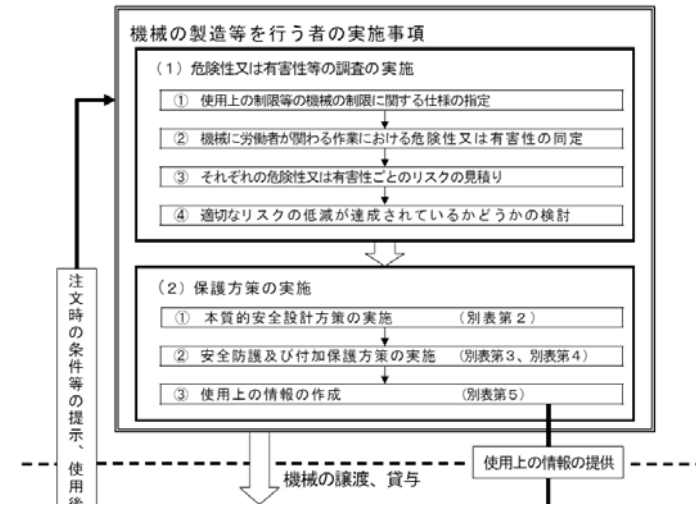 機械の製造等を行う者の実施事項
(1) 危険性又は有害性等の調査の実施
① 使用上の制限等の機械の制限に関する仕様の指定
② 機械に労働者が関わる作業における危険性又は有害性の同定
③ それぞれの危険性又は有害性ごとのリスクの見積り
④ 適切なリスクの低減が達成されているかどうかの検討
(2) 保護方策の実施
① 本質的安全設計方策の実施 (別表第2)
② 安全防護及び付加保護方策の実施 (別表第3、別表第4)
③ 使用上の情報の作成 (別表第5)
注文時の条件等の提示、使用後
使用上の情報の提供
機械の譲渡、貸与